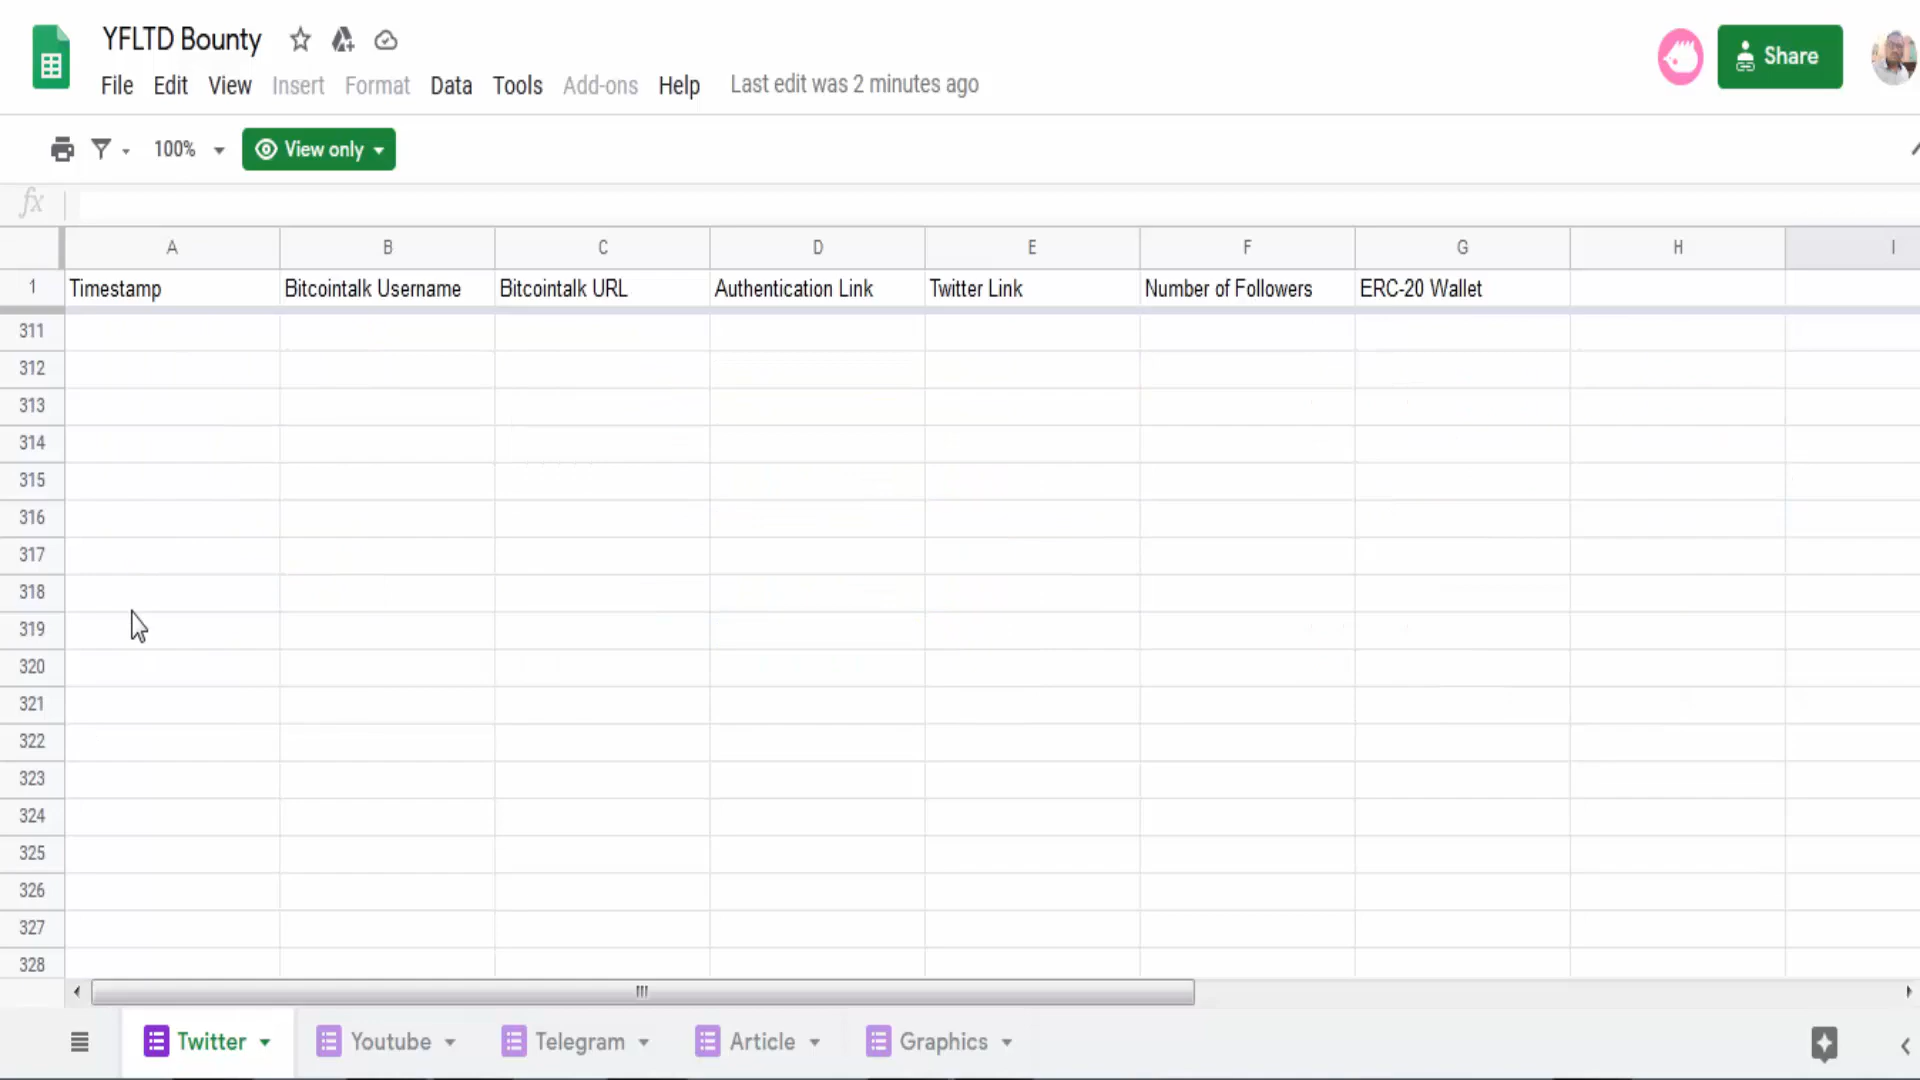 YFLTD Bounty
Share
File Edit View Insert Format Data Tools Add-ons Help Last edit was 2 minutes ago
100% View only
fx
A B C D E F G H I
1 Timestamp Bitcointalk Username Bitcointalk URL Authentication Link Twitter Link Number of Followers ERC-20 Wallet
311
312
313
314
315
316
317
318
319
320
321
322
323
324
325
326
327
328
Twitter Youtube Telegram Article Graphics